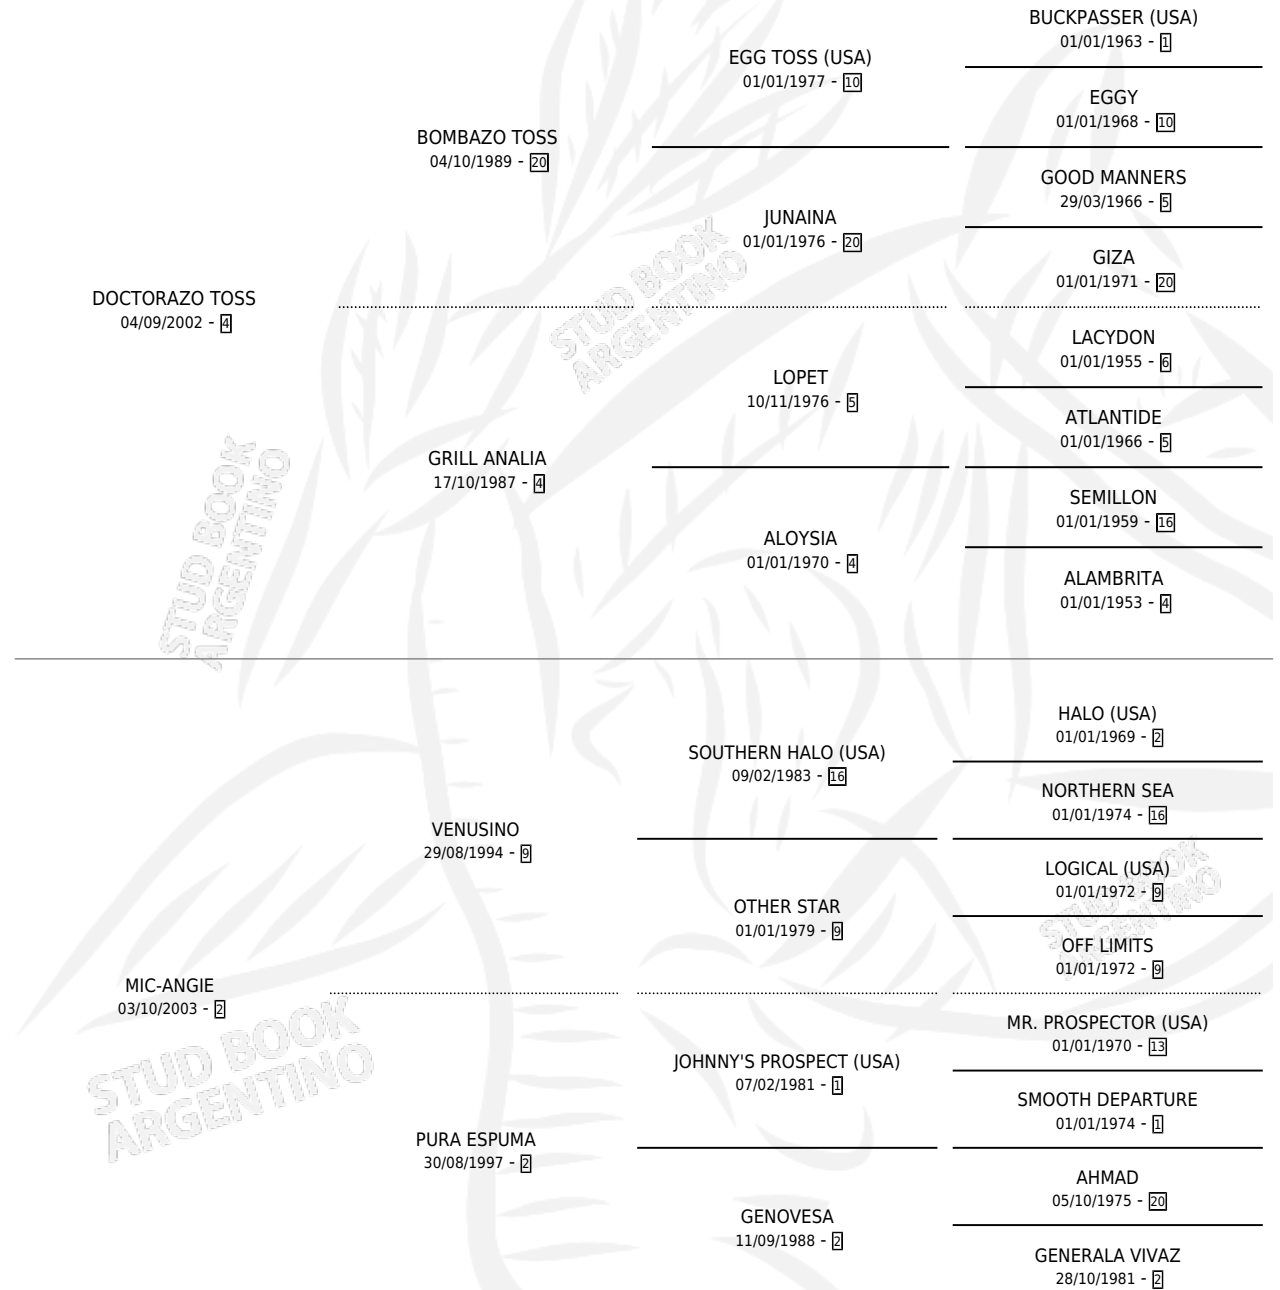 BUCKPASSER (USA)
01/01/1963 - 1
EGG TOSS (USA)
01/01/1977 - 10
EGGY
01/01/1968 - 10
BOMBAZO TOSS
04/10/1989 - 20
GOOD MANNERS
29/03/1966 - 5
JUNAINA
01/01/1976 - 20
GIZA
01/01/1971 - 20
DOCTORAZO TOSS
04/09/2002 - 4
LACYDON
01/01/1955 - 6
LOPET
10/11/1976 - 5
ATLANTIDE
01/01/1966 - 5
GRILL ANALIA
17/10/1987 - 4
SEMILLON
01/01/1959 - 16
ALOYSIA
01/01/1970 - 4
ALAMBRITA
01/01/1953 - 4
HALO (USA)
01/01/1969 - 2
SOUTHERN HALO (USA)
09/02/1983 - 16
NORTHERN SEA
01/01/1974 - 16
VENUSINO
29/08/1994 - 9
LOGICAL (USA)
01/01/1972 - 9
OTHER STAR
01/01/1979 - 9
OFF LIMITS
01/01/1972 - 9
MIC-ANGIE
03/10/2003 - 2
MR. PROSPECTOR (USA)
01/01/1970 - 13
JOHNNY'S PROSPECT (USA)
07/02/1981 - 1
SMOOTH DEPARTURE
01/01/1974 - 1
PURA ESPUMA
30/08/1997 - 2
AHMAD
05/10/1975 - 20
GENOVESA
11/09/1988 - 2
GENERALA VIVAZ
28/10/1981 - 2
STUD BOOK
ARGENTINO
STUD BOOK
ARGENTINO
STUD BOOK
ARGENTINO
STUD BOOK
ARGENTINO